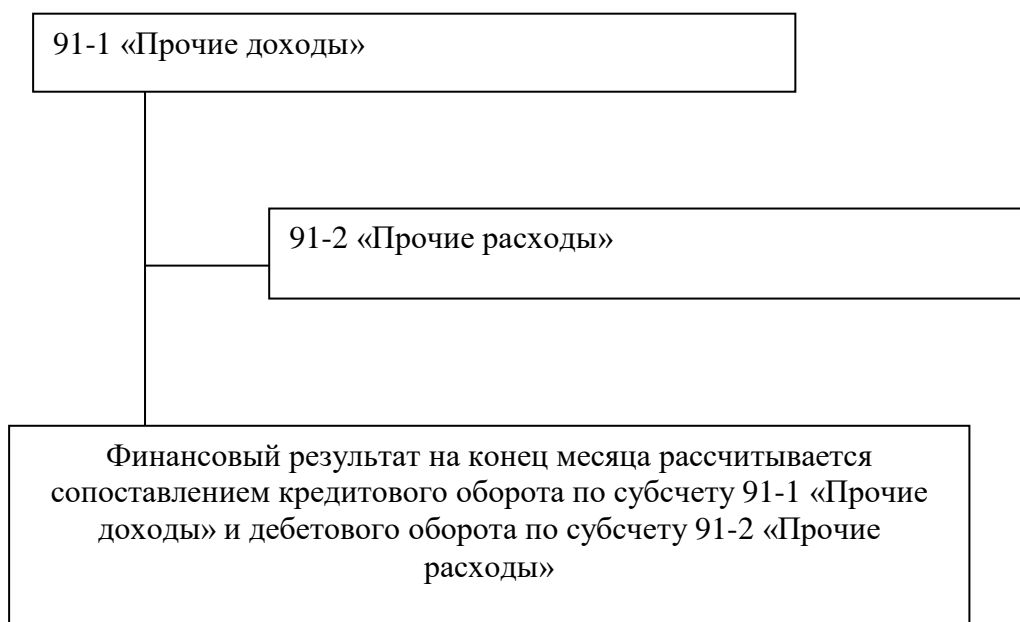 91-1 «Прочие доходы»
91-2 «Прочие расходы»
Финансовый результат на конец месяца рассчитывается
сопоставлением кредитового оборота по субсчету 91-1 «Прочие
доходы» и дебетового оборота по субсчету 91-2 «Прочие
расходы»